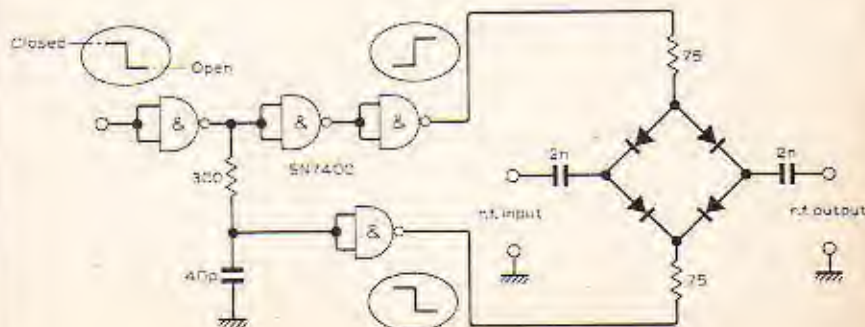 Closed
Open
&
&
&
&
SN7400
300
40p
75
2n
2n
r.f. input
r.f. output
75